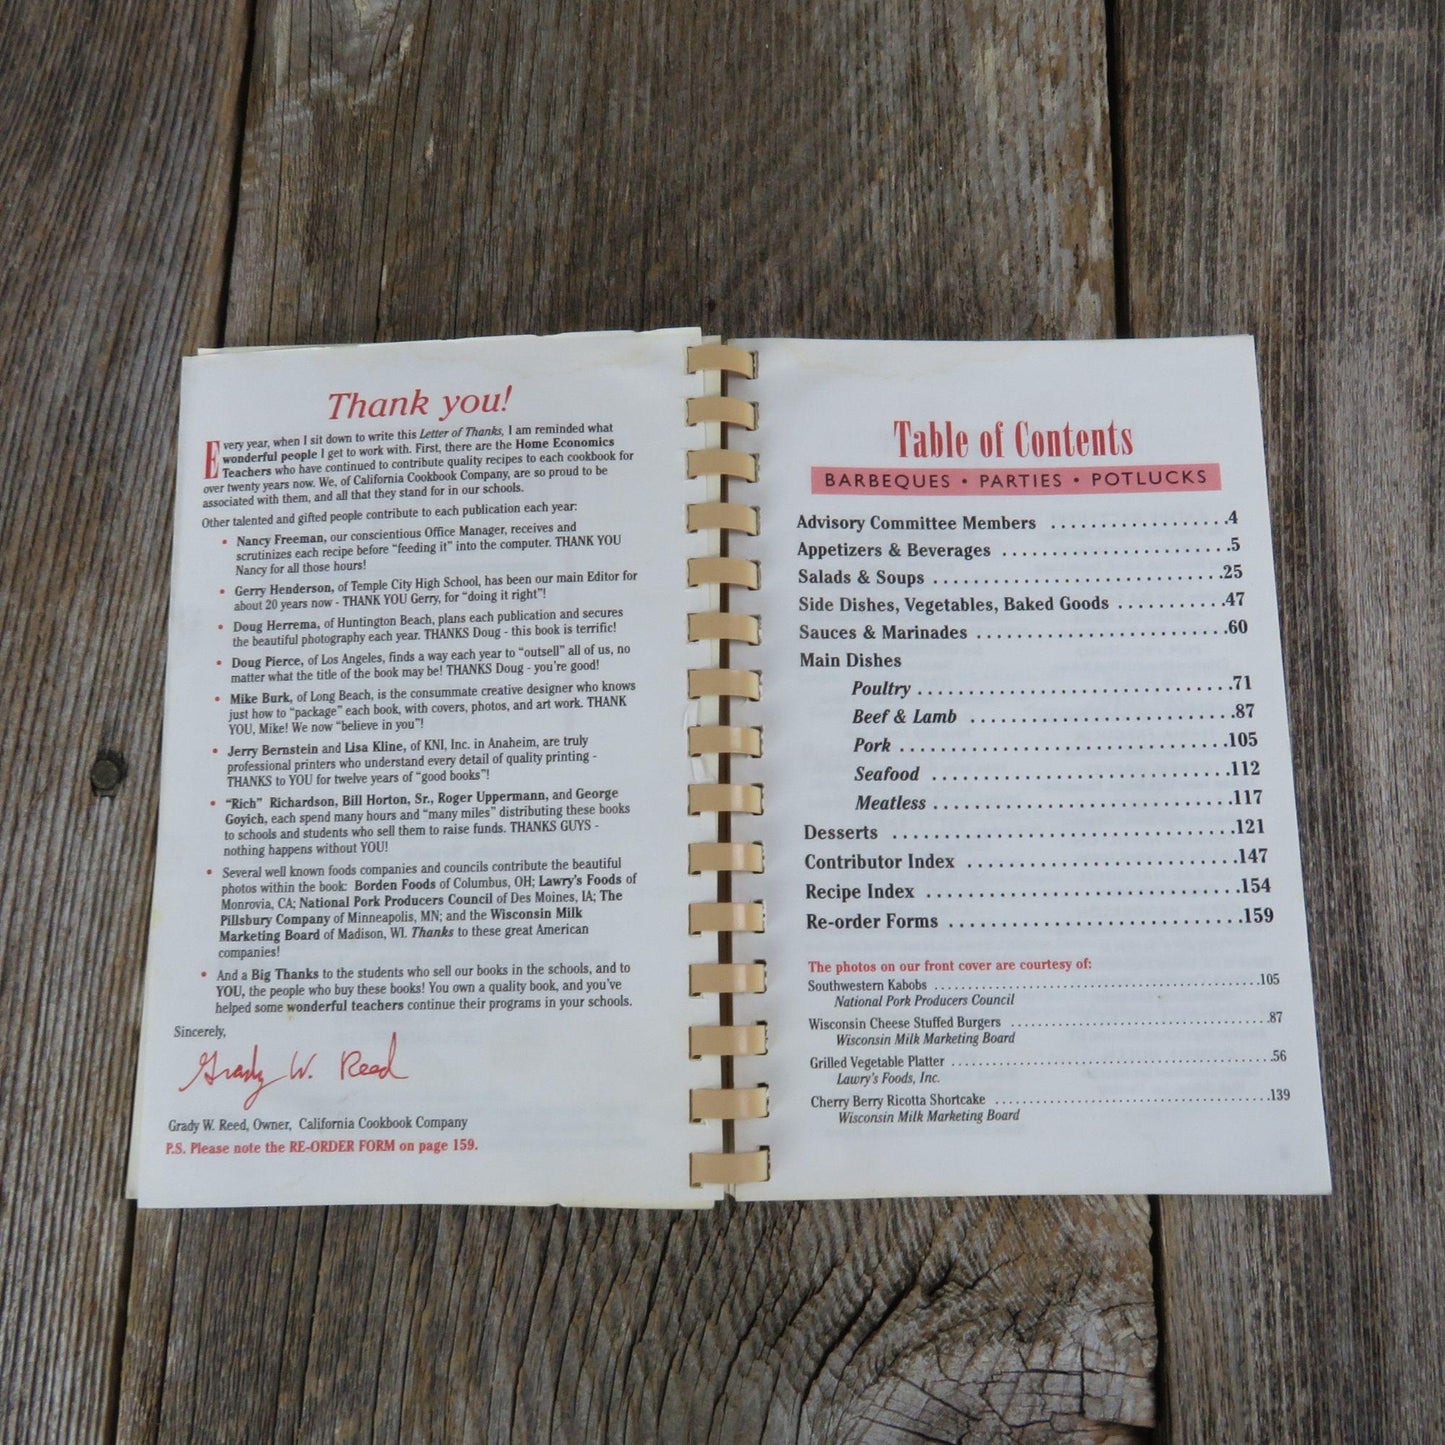 Thank you!
Every year, when I sit down to write this Letter of Thanks, I am reminded what
wonderful people I get to work with. First, there are the Home Economics
Teachers who have continued to contribute quality recipes to each cookbook for
over twenty years now. We, of California Cookbook Company, are so proud to be
associated with them, and all that they stand for in our schools.
Other talented and gifted people contribute to each publication each year:
• Nancy Freeman, our conscientious Office Manager, receives and
scrutinizes each recipe before "feeding it" into the computer. THANK YOU
Nancy for all those hours!
• Gerry Henderson, of Temple City High School, has been our main Editor for
about 20 years now - THANK YOU Gerry, for "doing it right"!
• Doug Herrema, of Huntington Beach, plans each publication and secures
the beautiful photography each year. THANKS Doug - this book is terrific!
• Doug Pierce, of Los Angeles, finds a way each year to "outsell" all of us, no
matter what the title of the book may be! THANKS Doug - you're good!
• Mike Burk, of Long Beach, is the consummate creative designer who knows
just how to "package" each book, with covers, photos, and art work. THANK
YOU, Mike! We now "believe in you"!
• Jerry Bernstein and Lisa Kline, of KNI, Inc. in Anaheim, are truly
professional printers who understand every detail of quality printing -
THANKS to YOU for twelve years of "good books"!
• "Rich" Richardson, Bill Horton, Sr., Roger Uppermann, and George
Goyich, each spend many hours and "many miles" distributing these books
to schools and students who sell them to raise funds. THANKS GUYS -
nothing happens without YOU!
• Several well known foods companies and councils contribute the beautiful
photos within the book: Borden Foods of Columbus, OH; Lawry's Foods of
Monrovia, CA; National Pork Producers Council of Des Moines, IA; The
Pillsbury Company of Minneapolis, MN; and the Wisconsin Milk
Marketing Board of Madison, WI. Thanks to these great American
companies!
• And a Big Thanks to the students who sell our books in the schools, and to
YOU, the people who buy these books! You own a quality book, and you've
helped some wonderful teachers continue their programs in your schools.
Sincerely,
Grady W. Reed
Grady W. Reed, Owner, California Cookbook Company
P.S. Please note the RE-ORDER FORM on page 159.
Table of Contents
BARBEQUES • PARTIES • POTLUCKS
Advisory Committee Members ..................4
Appetizers & Beverages ........................5
Salads & Soups ..............................25
Side Dishes, Vegetables, Baked Goods ...........47
Sauces & Marinades ..........................60
Main Dishes
Poultry ...............................71
Beef & Lamb .........................87
Pork .................................105
Seafood .............................112
Meatless .............................117
Desserts ..................................121
Contributor Index ..........................147
Recipe Index ..............................154
Re-order Forms ............................159
The photos on our front cover are courtesy of:
Southwestern Kabobs ..........................................105
National Pork Producers Council
Wisconsin Cheese Stuffed Burgers ..................................87
Wisconsin Milk Marketing Board
Grilled Vegetable Platter ..........................................56
Lawry's Foods, Inc.
Cherry Berry Ricotta Shortcake ....................................139
Wisconsin Milk Marketing Board